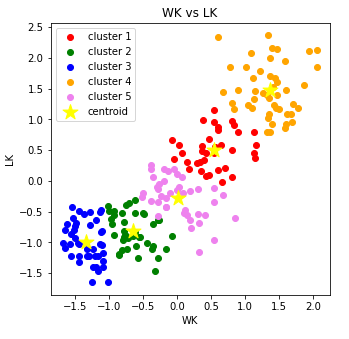 WK vs LK
2.5
2.0
1.5
1.0
0.5
0.0
−0.5
−1.0
−1.5
LK
cluster 1
cluster 2
cluster 3
cluster 4
cluster 5
centroid
−1.5 −1.0 −0.5 0.0 0.5 1.0 1.5 2.0
WK